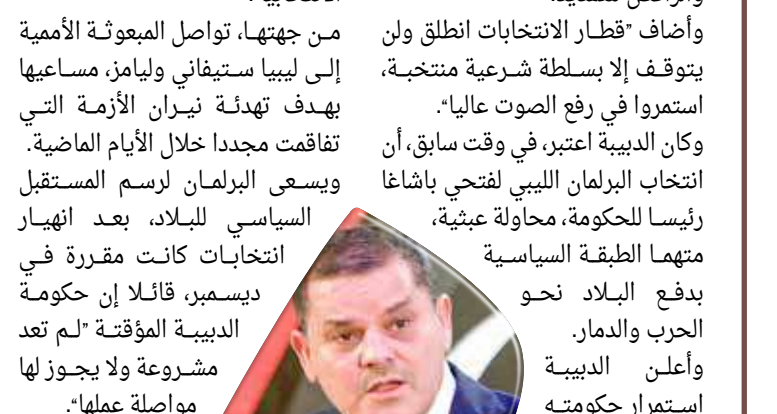 وأضاف ”قطار الانتخابات انطلق ولن
يتوقف إلا بسلطة شرعية منتخبة،
استمروا في رفع الصوت عاليا“.
وكان الدبيبة اعتبر، في وقت سابق، أن
انتخاب البرلمان الليبي لفتحي باشاغا
رئيسا للحكومة، محاولة عبثية،
متهما الطبقة السياسية
بدفع البلاد نحو
الحرب والدمار.
وأعلن الدبيبة
استمرار حكومته
من جهتها، تواصل المبعوثة الأممية
إلى ليبيا ستيفاني وليامز، مساعيها
بهدف تهدئة نيران الأزمة التي
تفاقمت مجددا خلال الأيام الماضية.
ويسعى البرلمان لرسم المستقبل
السياسي للبلاد، بعد انهيار
انتخابات كانت مقررة في
ديسمبر، قائلا إن حكومة
الدبيبة المؤقتة ”لم تعد
مشروعة ولا يجوز لها
مواصلة عملها“.